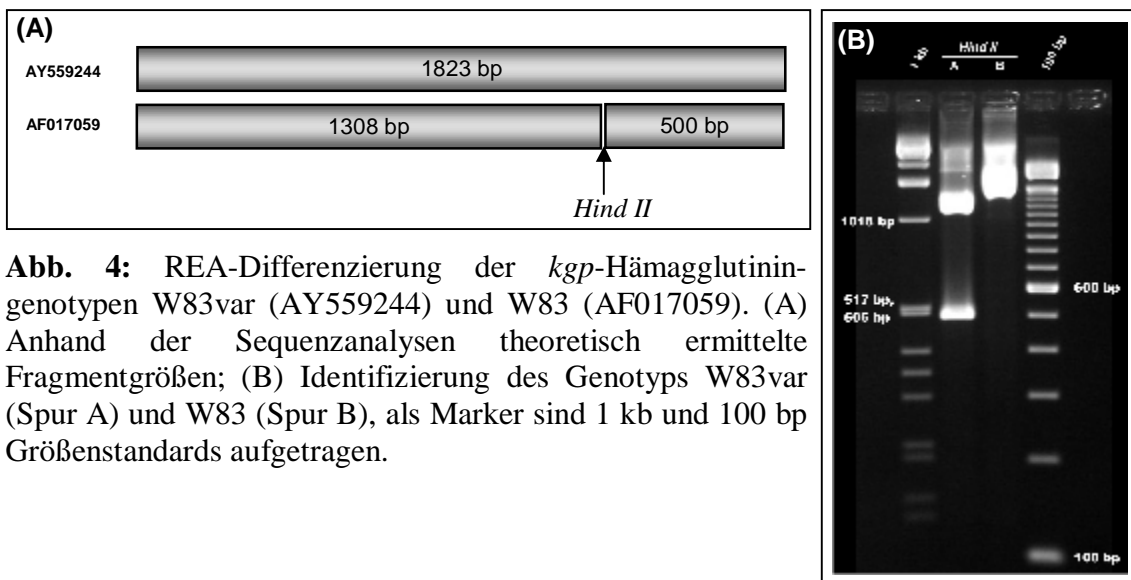 (A)
AY559244
1823 bp
AF017059
1308 bp
500 bp
Hind II
Abb. 4: REA-Differenzierung der kgp-Hämagglutinin-
genotypen W83var (AY559244) und W83 (AF017059). (A)
Anhand der Sequenzanalysen theoretisch ermittelte
Fragmentgrößen; (B) Identifizierung des Genotyps W83var
(Spur A) und W83 (Spur B), als Marker sind 1 kb und 100 bp
Größenstandards aufgetragen.
(B)
Hind II
A B
bp
517 bp
bp
600 bp
100 bp